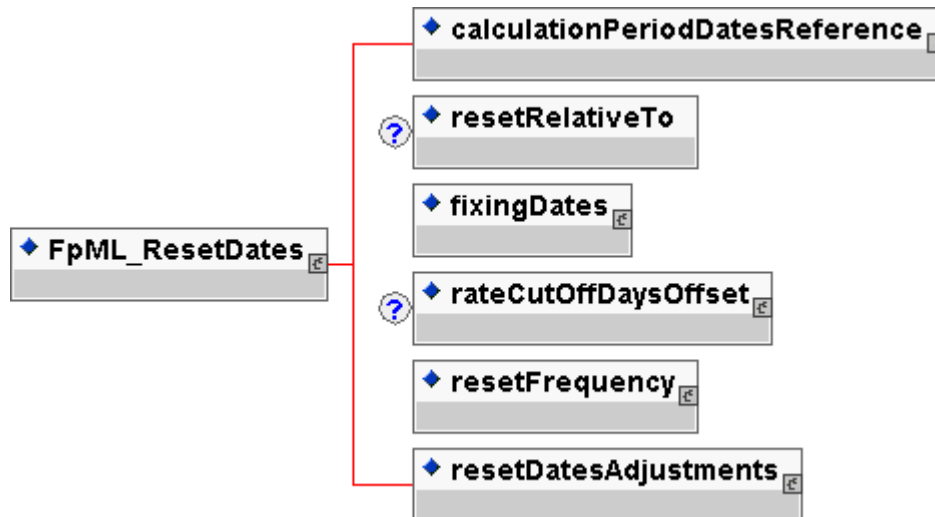 calculationPeriodDatesReference
? resetRelativeTo
fixingDates
FpML_ResetDates
? rateCutOffDaysOffset
resetFrequency
resetDatesAdjustments